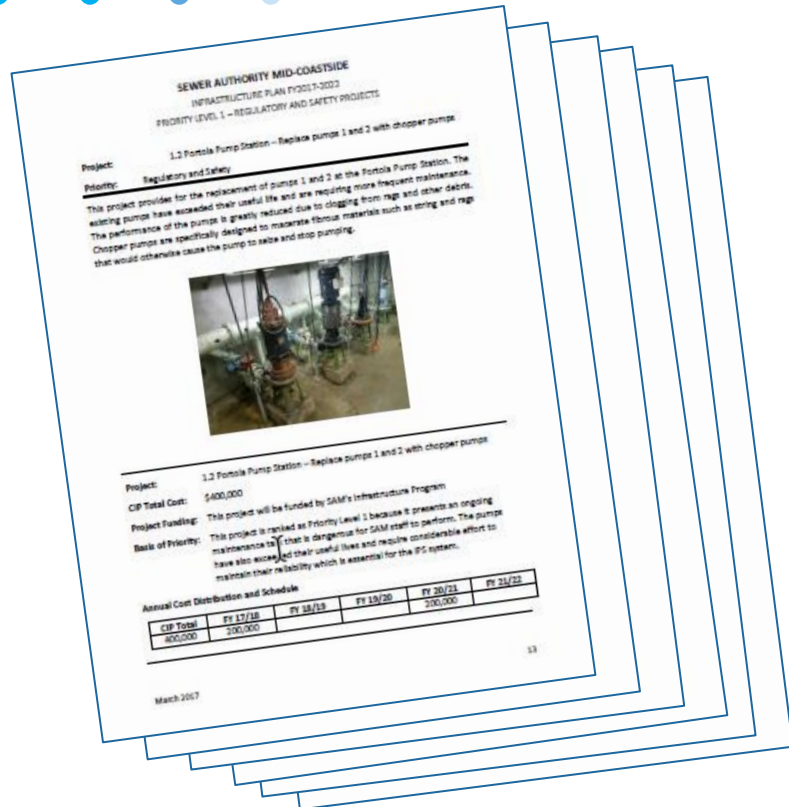 SEWER AUTHORITY MID-COASTSIDE
INFRASTRUCTURE PLAN FY2017-2022
PRIORITY LEVEL 1 – REGULATORY AND SAFETY PROJECTS
Project: 1.2 Portola Pump Station – Replace pumps 1 and 2 with chopper pumps
Priority: Regulatory and Safety
This project provides for the replacement of pumps 1 and 2 at the Portola Pump Station. The
existing pumps have exceeded their useful life and are requiring more frequent maintenance.
The performance of the pumps is greatly reduced due to clogging from rags and other debris.
Chopper pumps are specifically designed to macerate fibrous materials such as string and rags
that would otherwise cause the pump to seize and stop pumping.
Project: 1.2 Portola Pump Station – Replace pumps 1 and 2 with chopper pumps
CIP Total Cost: $400,000
Project Funding: This project will be funded by SAM's Infrastructure Program
Basis of Priority: This project is ranked as Priority Level 1 because it presents an ongoing
maintenance that is dangerous for SAM staff to perform. The pumps
have also exceeded their useful lives and require considerable effort to
maintain their reliability which is essential for the IPS system.
Annual Cost Distribution and Schedule
CIP Total FY 17/18 FY 18/19 FY 19/20 FY 20/21 FY 21/22
400,000 200,000 200,000
13
March 2017